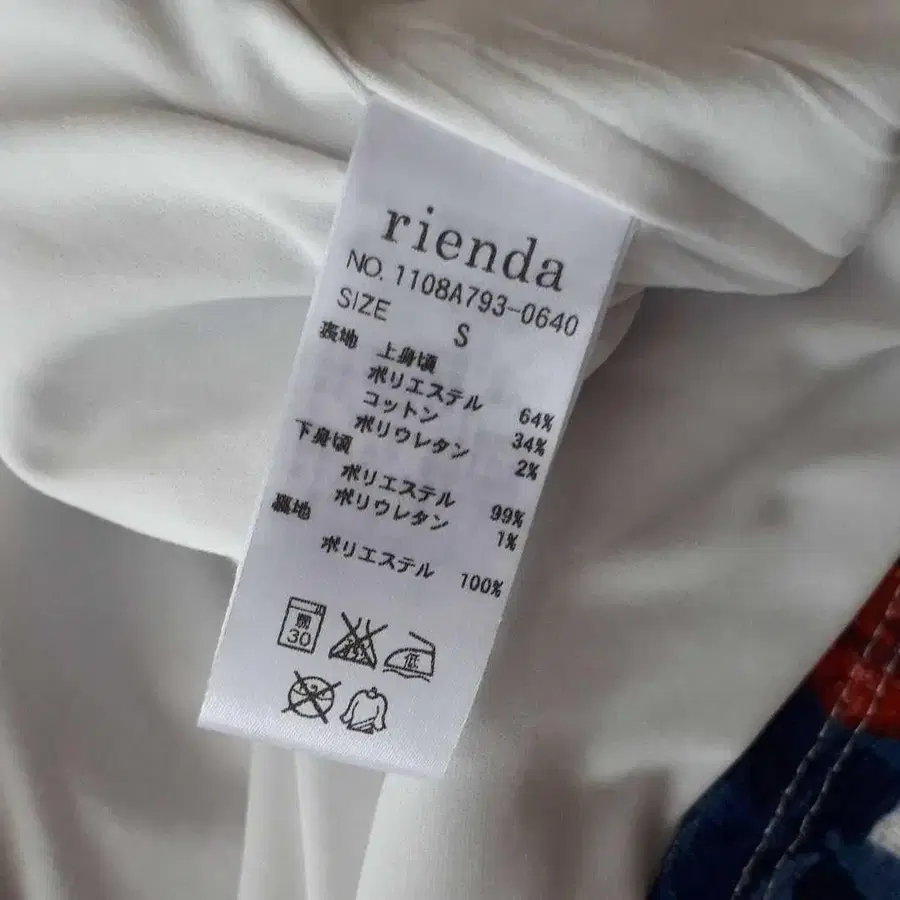 rienda
NO. 1108A793-0640
SIZE S
表地 上身頃
ポリエステル 64%
コットン 34%
ポリウレタン 2%
下身頃
ポリエステル 99%
ポリウレタン 1%
裏地
ポリエステル 100%
30
低